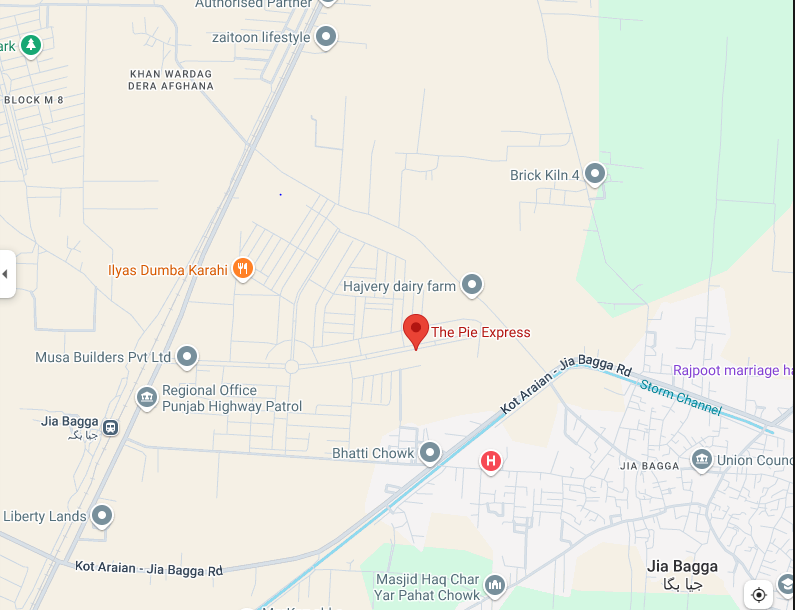 Authorised Partner
zaitoon lifestyle
ark
KHAN WARDAG
DERA AFGHANA
BLOCK M 8
Brick Kiln 4
Ilyas Dumba Karahi
Hajvery dairy farm
The Pie Express
Musa Builders Pvt Ltd
Kot Araian - Jia Bagga Rd
Rajpoot marriage ha
Storm Channel
Regional Office
Punjab Highway Patrol
Jia Bagga
جیا بگہ
Bhatti Chowk
H
JIA BAGGA
Union Counc
Liberty Lands
Kot Araian - Jia Bagga Rd
Jia Bagga
جیا بگا
Masjid Haq Char
Yar Pahat Chowk